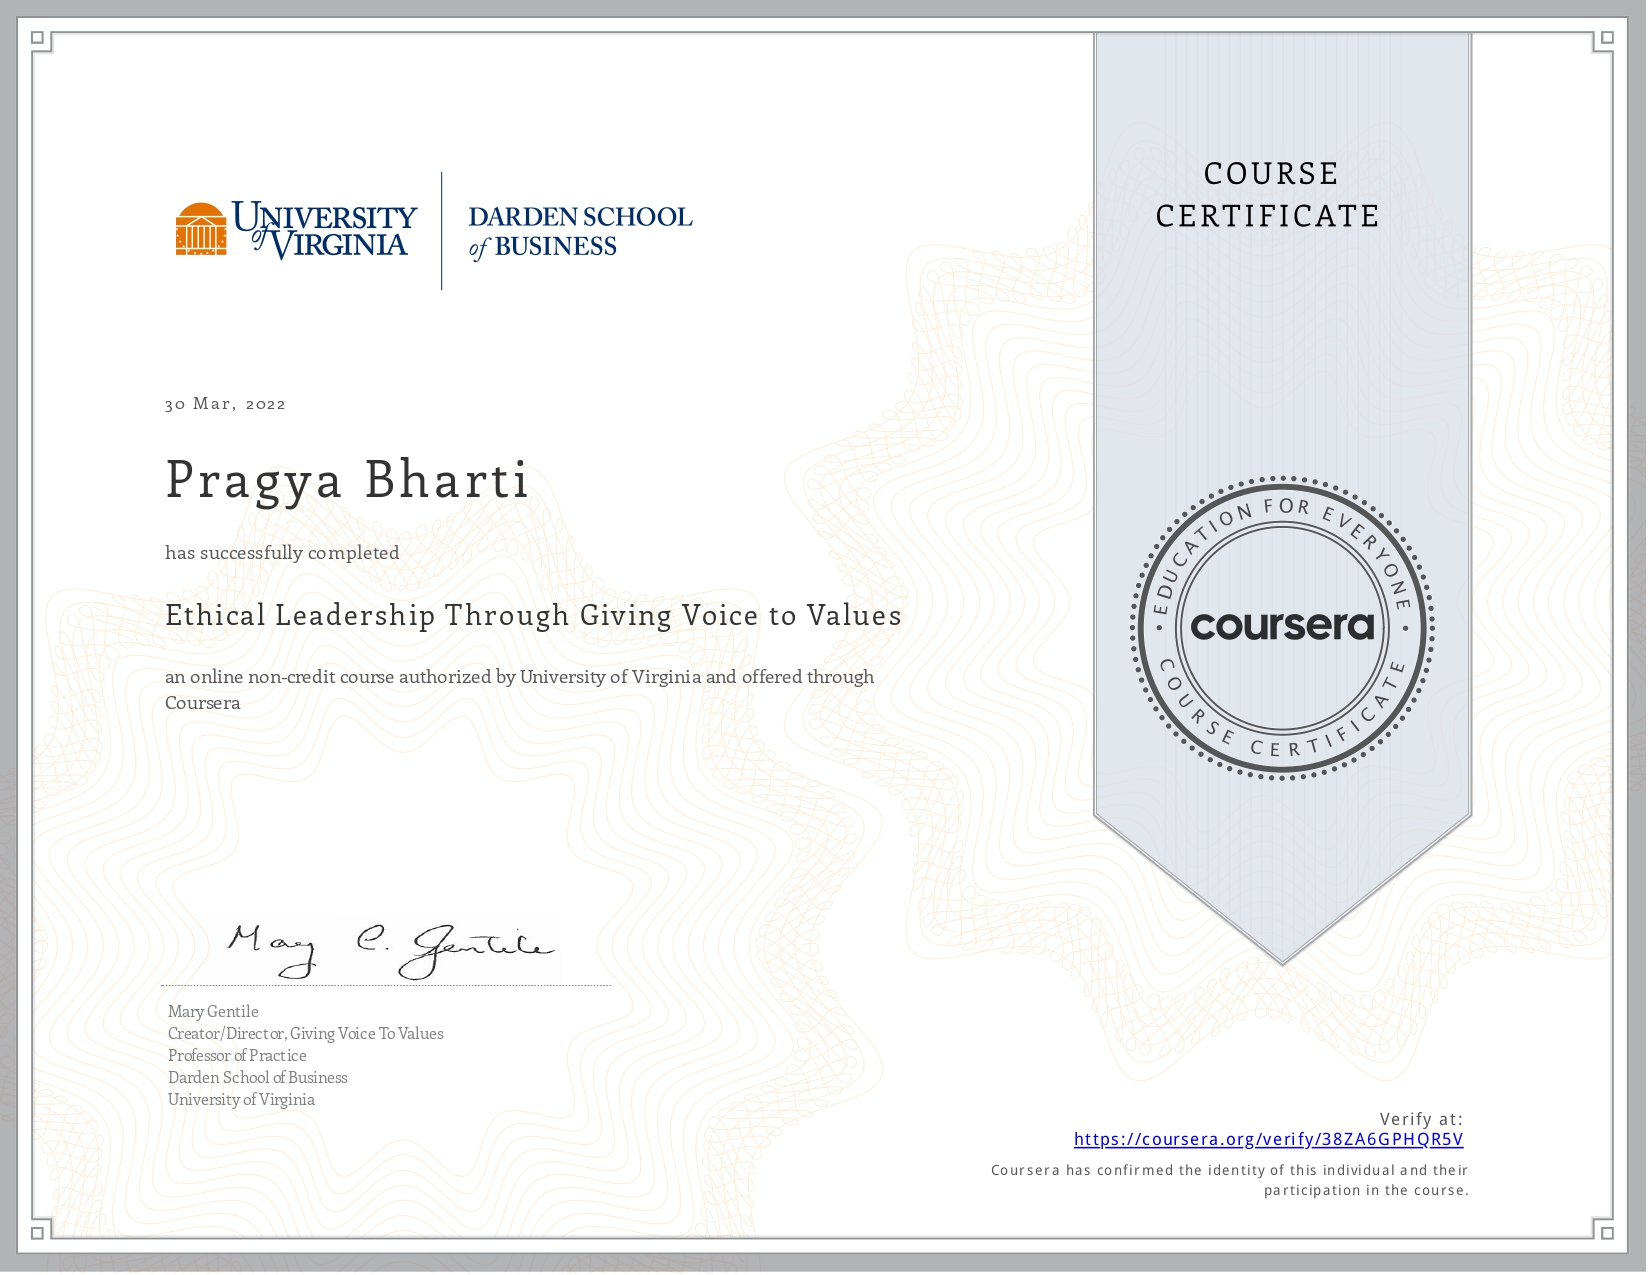 UNIVERSITY
of VIRGINIA
DARDEN SCHOOL
of BUSINESS
COURSE
CERTIFICATE
30 Mar, 2022
Pragya Bharti
has successfully completed
Ethical Leadership Through Giving Voice to Values
an online non-credit course authorized by University of Virginia and offered through
Coursera
EDUCATION FOR EVERYONE
coursera
COURSE CERTIFICATE
Mary C. Gentile
Mary Gentile
Creator/Director, Giving Voice To Values
Professor of Practice
Darden School of Business
University of Virginia
Verify at:
https://coursera.org/verify/38ZA6GPHQR5V
Coursera has confirmed the identity of this individual and their
participation in the course.